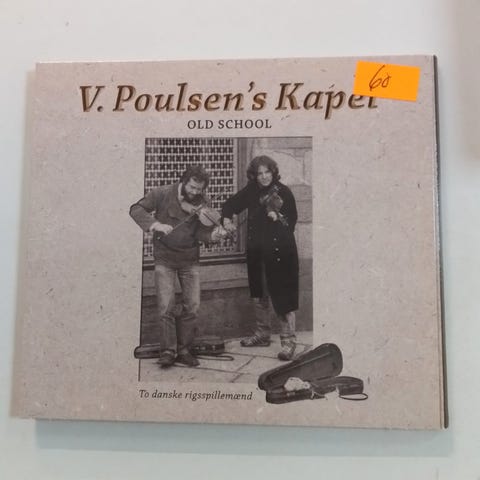 V. Poulsen's Kapel
60
OLD SCHOOL
To danske rigsspillemænd